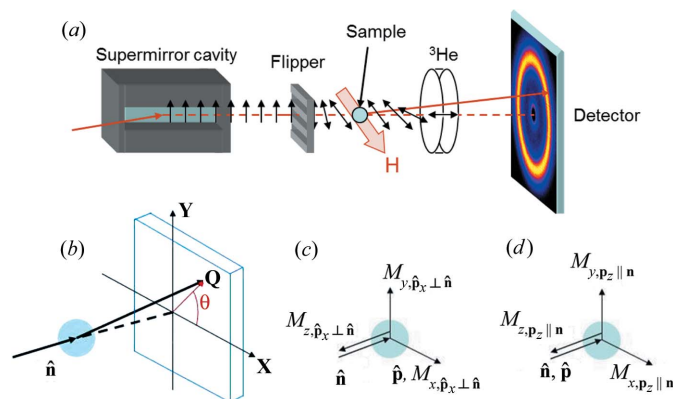 (a)
Supermirror cavity
Flipper
Sample
³He
Detector
H
(b)
Y
Q
θ
X
n̂
(c)
M_{y,p̂_x ⊥ n̂}
M_{z,p̂_x ⊥ n̂}
n̂
p̂, M_{x,p̂_x ⊥ n̂}
(d)
M_{y,p_z ∥ n}
M_{z,p_z ∥ n}
n̂, p̂
M_{x,p_z ∥ n}